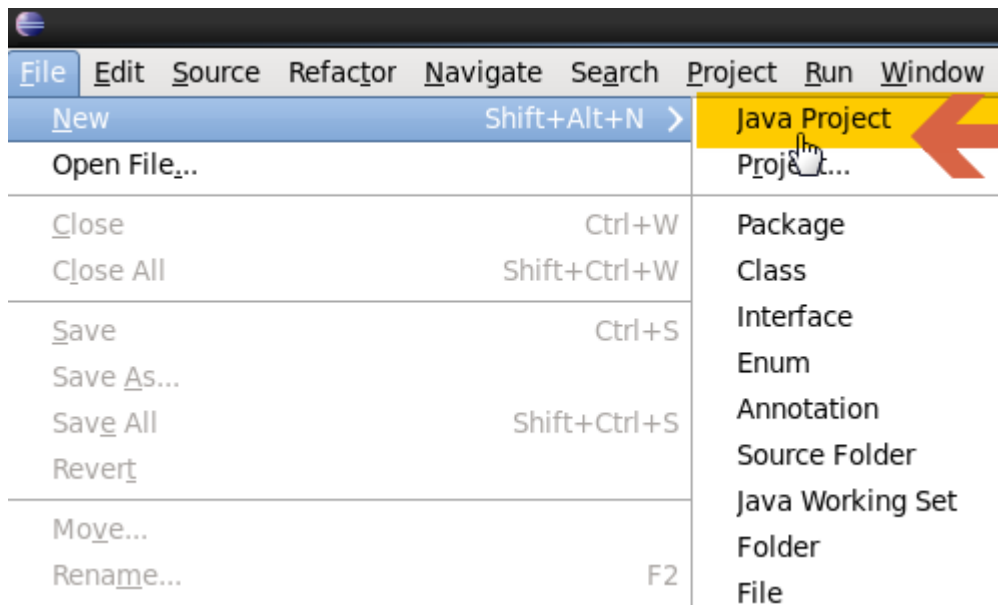 File Edit Source Refactor Navigate Search Project Run Window
New Shift+Alt+N
Open File...
Close Ctrl+W
Close All Shift+Ctrl+W
Save Ctrl+S
Save As...
Save All Shift+Ctrl+S
Revert
Move...
Rename... F2
Java Project
Project...
Package
Class
Interface
Enum
Annotation
Source Folder
Java Working Set
Folder
File